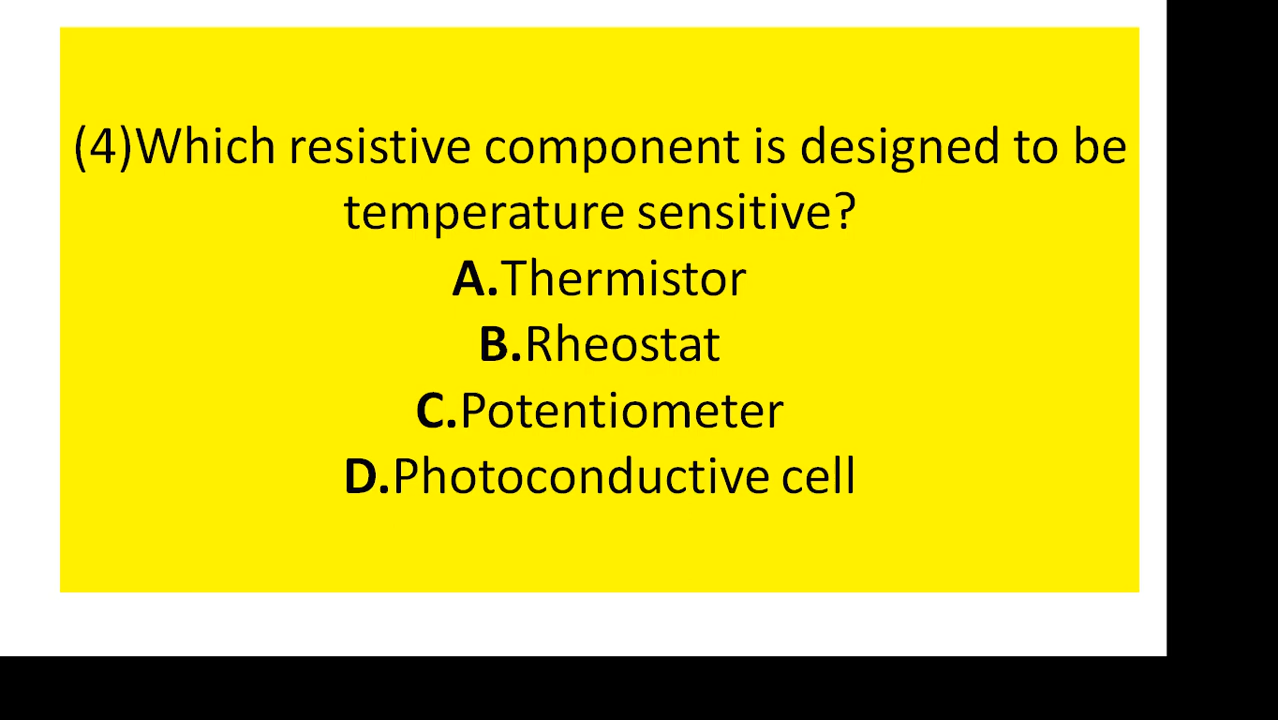 (4)Which resistive component is designed to be
temperature sensitive?
A.Thermistor
B.Rheostat
C.Potentiometer
D.Photoconductive cell